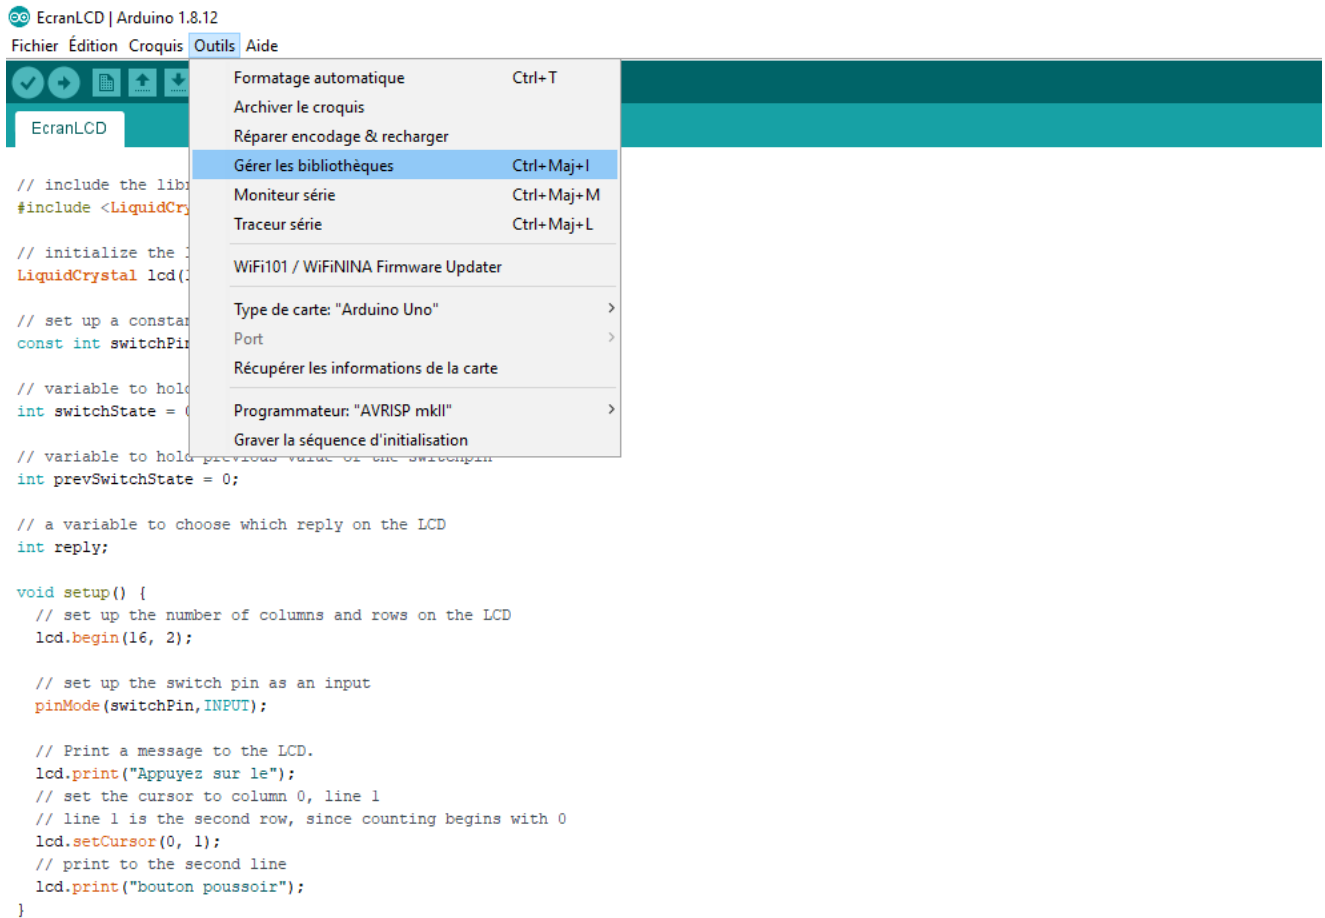 EcranLCD | Arduino 1.8.12
Fichier Édition Croquis Outils Aide
Formatage automatique Ctrl+T
Archiver le croquis
Réparer encodage & recharger
Gérer les bibliothèques Ctrl+Maj+I
Moniteur série Ctrl+Maj+M
Traceur série Ctrl+Maj+L
WiFi101 / WiFiNINA Firmware Updater
Type de carte: "Arduino Uno"
Port
Récupérer les informations de la carte
Programmateur: "AVRISP mkII"
Graver la séquence d'initialisation
EcranLCD
// include the
#include <LiquidCry
// initialize the
LiquidCrystal lcd(
// set up a constan
const int switchPin
// variable to hold
int switchState =
// variable to hold previous value of the switchpin
int prevSwitchState = 0;
// a variable to choose which reply on the LCD
int reply;
void setup() {
// set up the number of columns and rows on the LCD
lcd.begin(16, 2);
// set up the switch pin as an input
pinMode(switchPin,INPUT);
// Print a message to the LCD.
lcd.print("Appuyez sur le");
// set the cursor to column 0, line 1
// line 1 is the second row, since counting begins with 0
lcd.setCursor(0, 1);
// print to the second line
lcd.print("bouton poussoir");
}